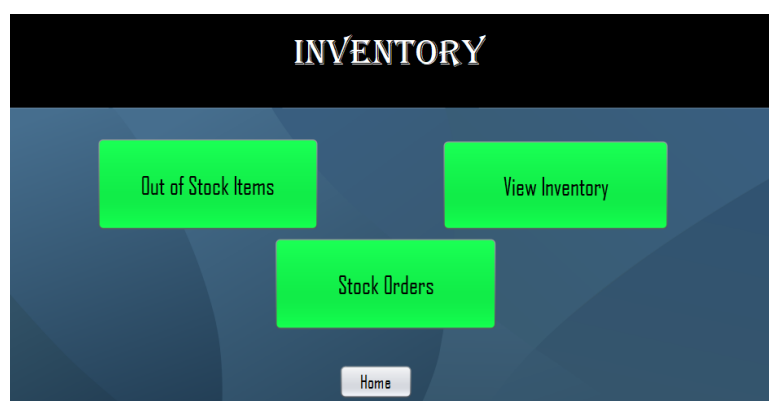 INVENTORY
Out of Stock Items
View Inventory
Stock Orders
Home